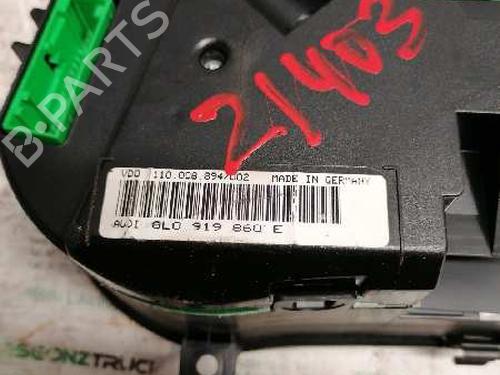 21403
VDO 110.008.894/002 MADE IN GERMANY
AUDI 8L0 919 860 E
B-PARTS